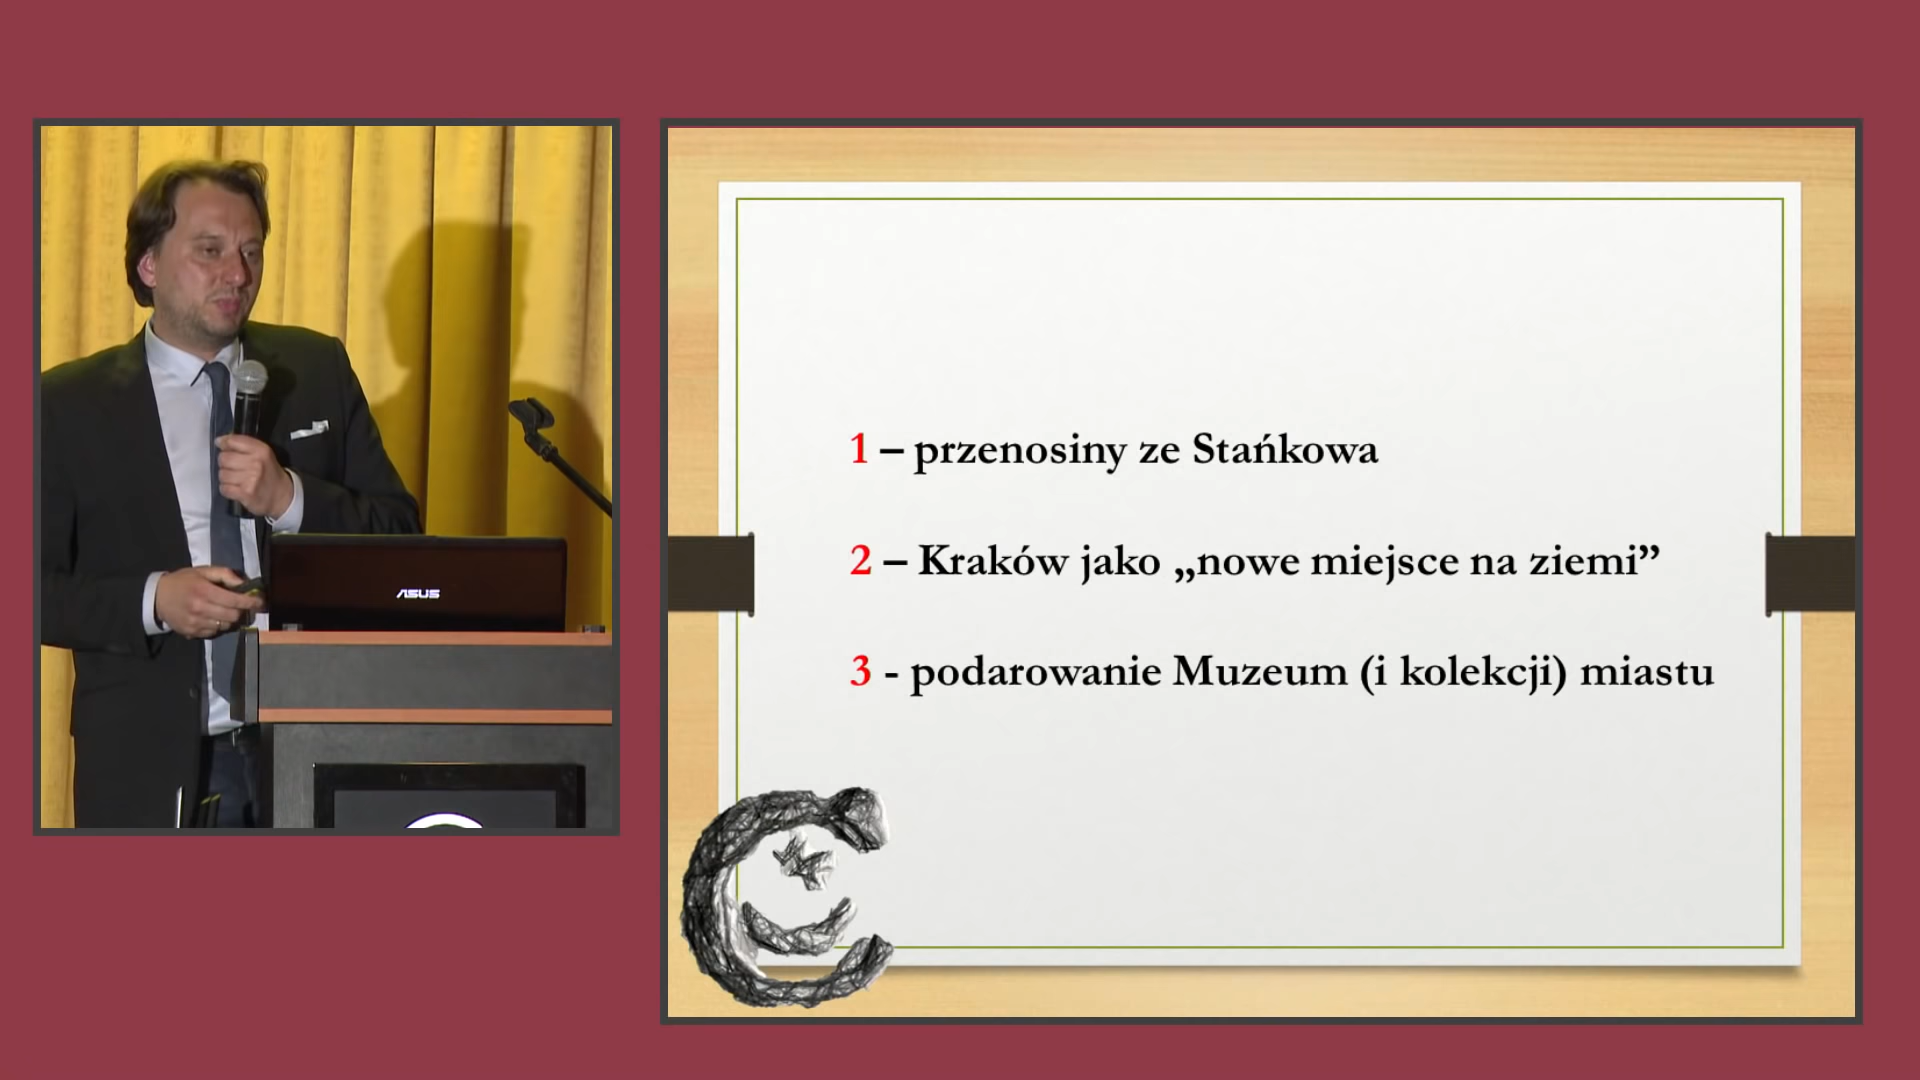 ASUS
1 – przenosiny ze Stańkowa
2 – Kraków jako „nowe miejsce na ziemi”
3 - podarowanie Muzeum (i kolekcji) miastu